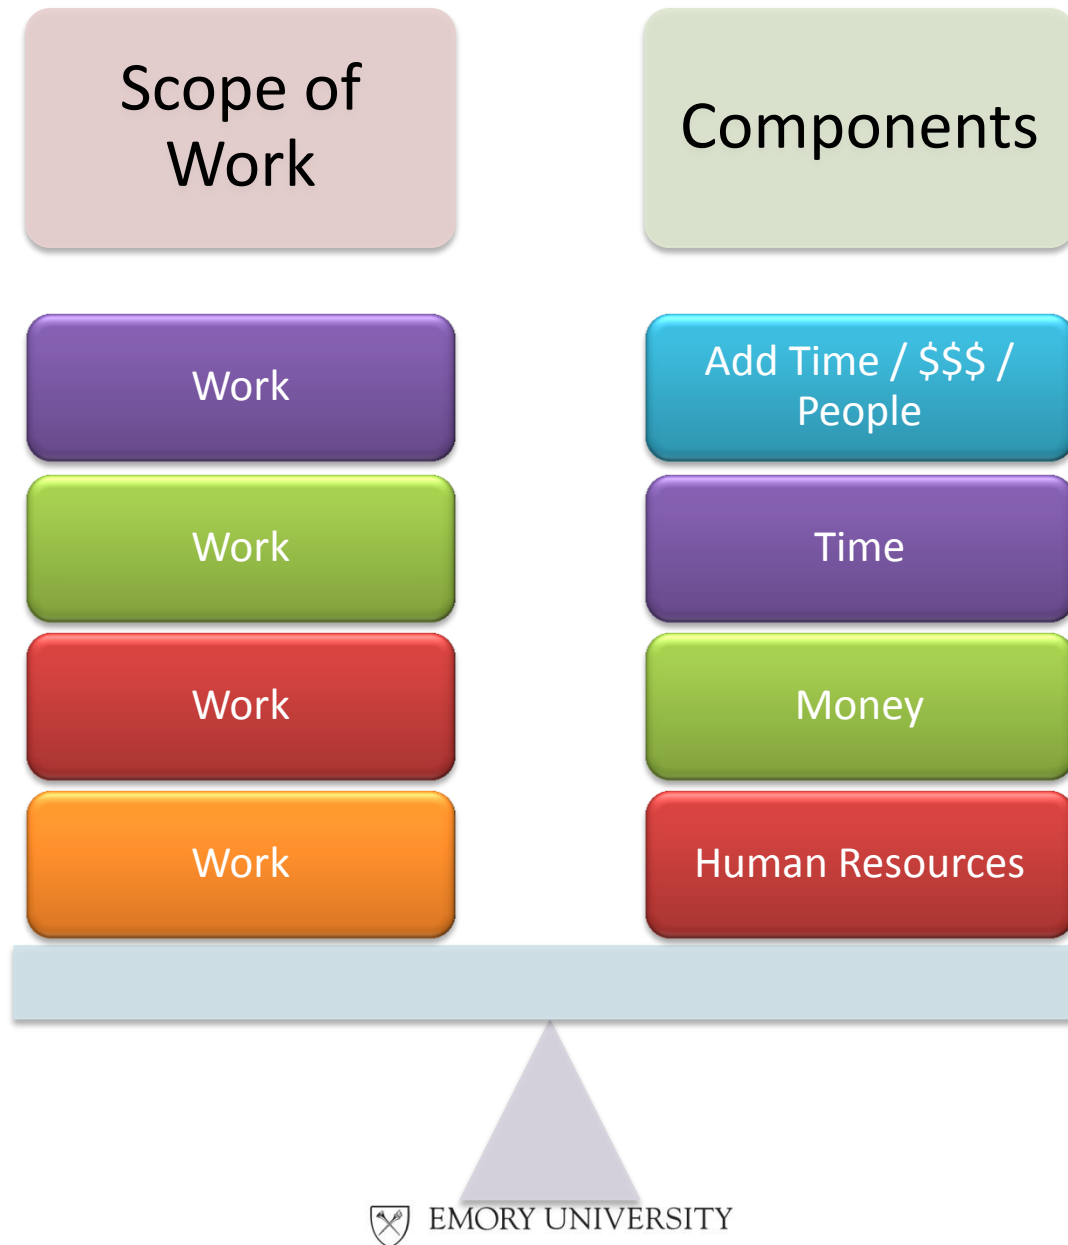 Scope of
Work
Components
Work
Add Time / $$$ /
People
Work
Time
Work
Money
Work
Human Resources
EMORY UNIVERSITY